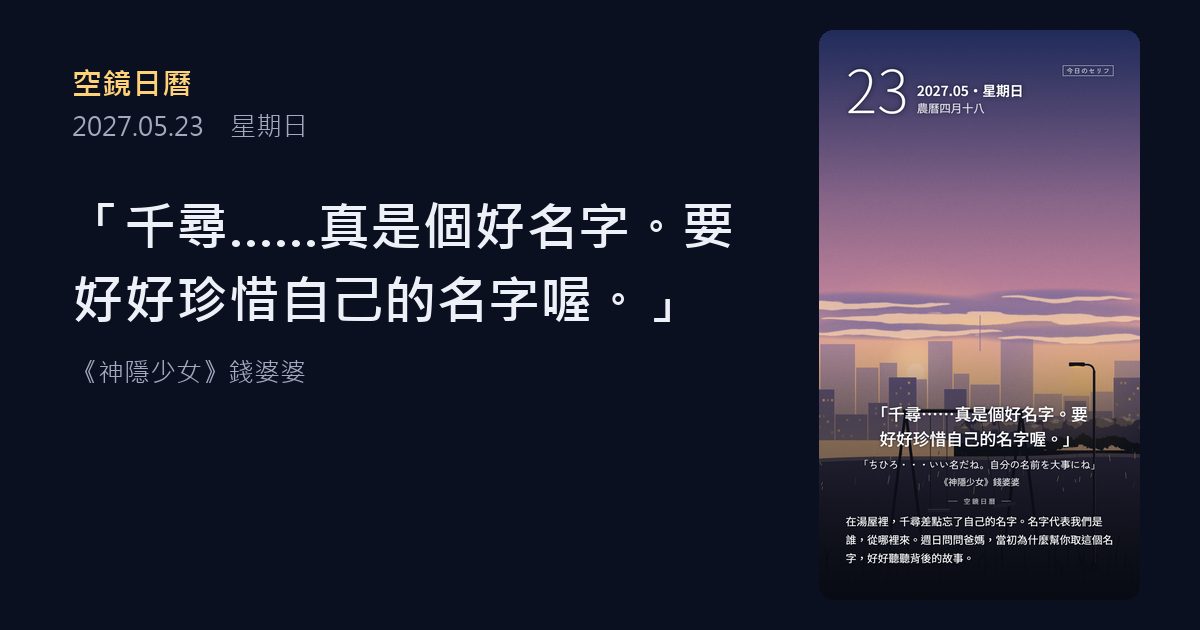 空鏡日曆
2027.05.23 星期日
「千尋……真是個好名字。要
好好珍惜自己的名字喔。」
《神隱少女》錢婆婆
23
2027.05・星期日
農曆四月十八
今日のセリフ
「千尋……真是個好名字。要
好好珍惜自己的名字喔。」
「ちひろ・・・いい名だね。自分の名前を大事にね」
《神隱少女》錢婆婆
— 空鏡日曆 —
在湯屋裡，千尋差點忘了自己的名字。名字代表我們是
誰，從哪裡來。週日問問爸媽，當初為什麼幫你取這個名
字，好好聽聽背後的故事。